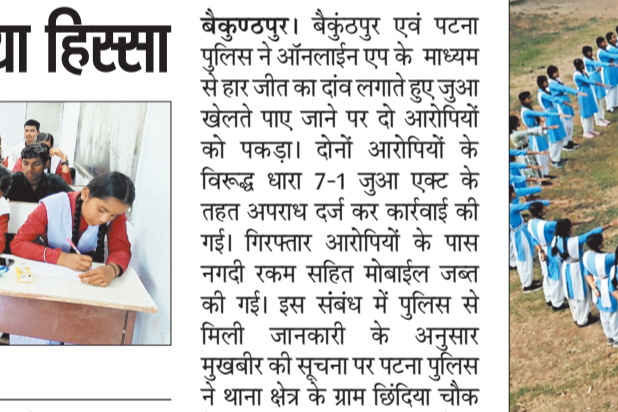 या हिस्सा
बैकुण्ठपुर। बैकुंठपुर एवं पटना
पुलिस ने ऑनलाईन एप के माध्यम
से हार जीत का दांव लगाते हुए जुआ
खेलते पाए जाने पर दो आरोपियों
को पकड़ा। दोनों आरोपियों के
विरूद्ध धारा 7-1 जुआ एक्ट के
तहत अपराध दर्ज कर कार्रवाई की
गई। गिरफ्तार आरोपियों के पास
नगदी रकम सहित मोबाईल जब्त
की गई। इस संबंध में पुलिस से
मिली जानकारी के अनुसार
मुखबीर की सूचना पर पटना पुलिस
ने थाना क्षेत्र के ग्राम छिंदिया चौक